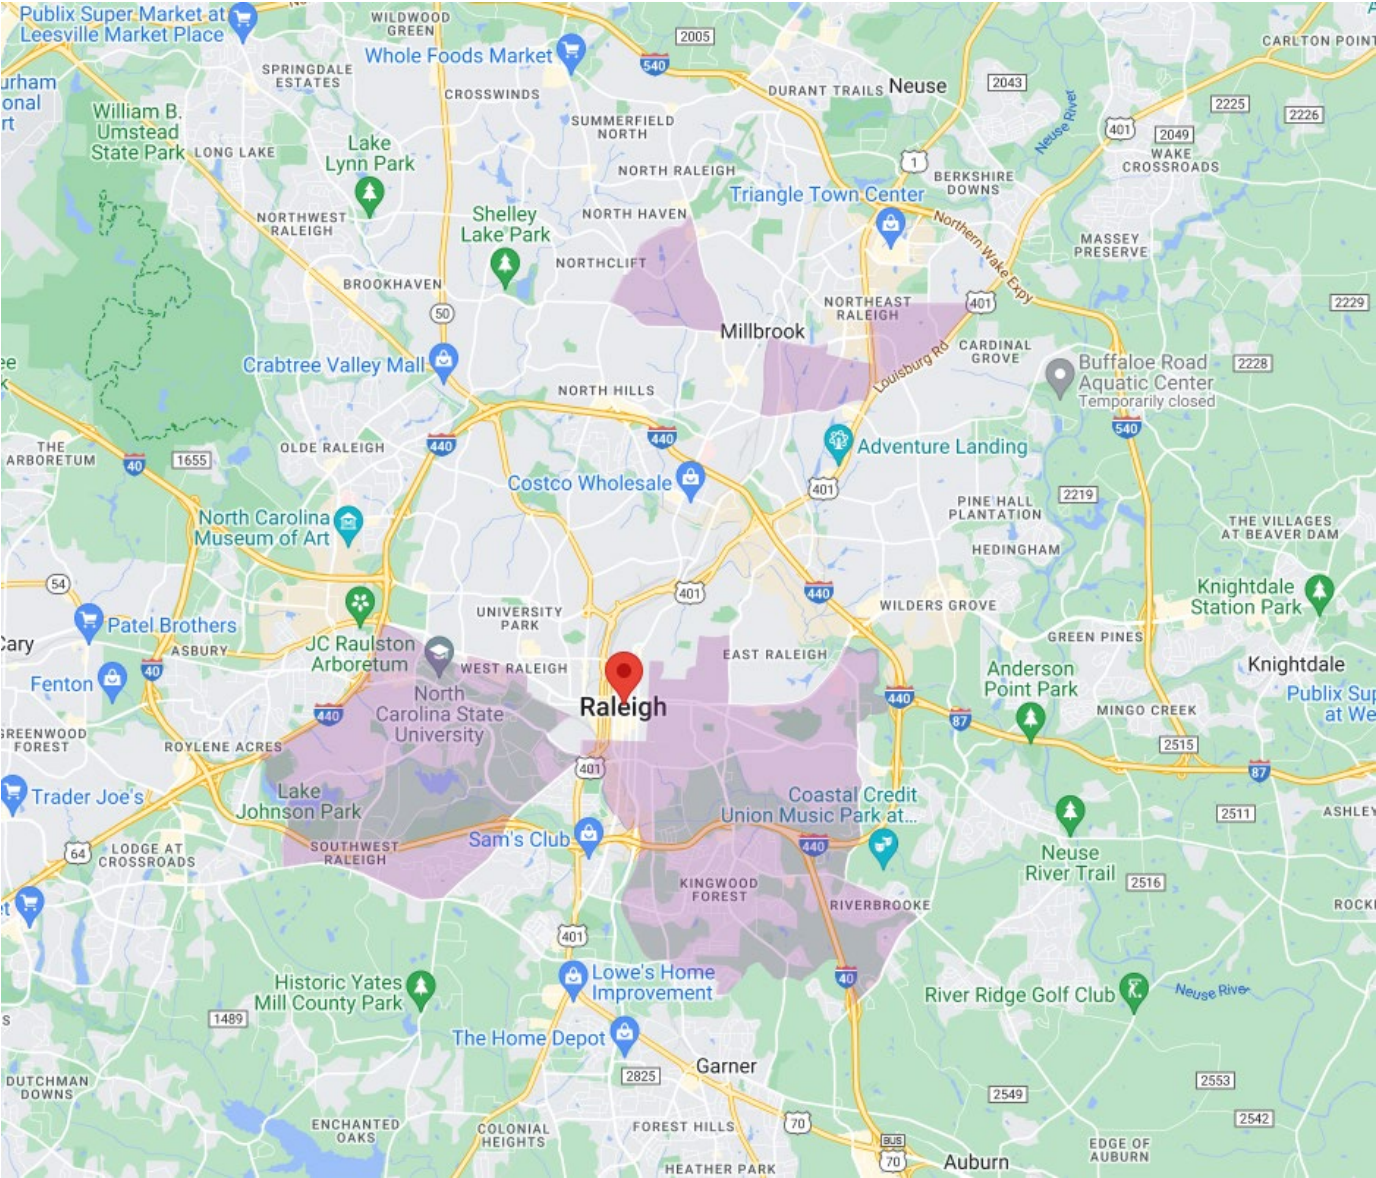 Publix Super Market at
Leesville Market Place
WILDWOOD
GREEN
2005
CARLTON POINT
Whole Foods Market
540
SPRINGDALE
ESTATES
CROSSWINDS
DURANT TRAILS
Neuse
2043
2225
2226
urham
onal
rt
William B.
Umstead
State Park
SUMMERFIELD
NORTH
Neuse River
401
2049
WAKE
CROSSROADS
LONG LAKE
Lake
Lynn Park
NORTH RALEIGH
1
BERKSHIRE
DOWNS
Triangle Town Center
NORTHWEST
RALEIGH
Shelley
Lake Park
NORTH HAVEN
Northern Wake Expy
MASSEY
PRESERVE
NORTHCLIFT
BROOKHAVEN
50
NORTHEAST
RALEIGH
401
2229
Millbrook
Louisburg Rd
CARDINAL
GROVE
Crabtree Valley Mall
Buffaloe Road
Aquatic Center
Temporarily closed
2228
NORTH HILLS
540
440
440
THE
ARBORETUM
40
1655
OLDE RALEIGH
Adventure Landing
Costco Wholesale
401
2219
PINE HALL
PLANTATION
North Carolina
Museum of Art
THE VILLAGES
AT BEAVER DAM
HEDINGHAM
54
401
440
WILDERS GROVE
Knightdale
Station Park
UNIVERSITY
PARK
Cary
Patel Brothers
JC Raulston
Arboretum
ASBURY
GREEN PINES
40
WEST RALEIGH
EAST RALEIGH
Knightdale
Fenton
North
Carolina State
University
Raleigh
440
Anderson
Point Park
Publix Sup
at We
440
87
MINGO CREEK
GREENWOOD
FOREST
ROYLENE ACRES
2515
401
87
Trader Joe's
Lake
Johnson Park
Coastal Credit
Union Music Park at...
2511
ASHLEY
Sam's Club
440
64
LODGE AT
CROSSROADS
SOUTHWEST
RALEIGH
Neuse
River Trail
KINGWOOD
FOREST
2516
RIVERBROOKE
ROCKI
401
Historic Yates
Mill County Park
Lowe's Home
Improvement
40
River Ridge Golf Club
Neuse River
1489
The Home Depot
Garner
2825
DUTCHMAN
DOWNS
2553
2549
70
2542
ENCHANTED
OAKS
COLONIAL
HEIGHTS
FOREST HILLS
BUS
70
Auburn
EDGE OF
AUBURN
HEATHER PARK